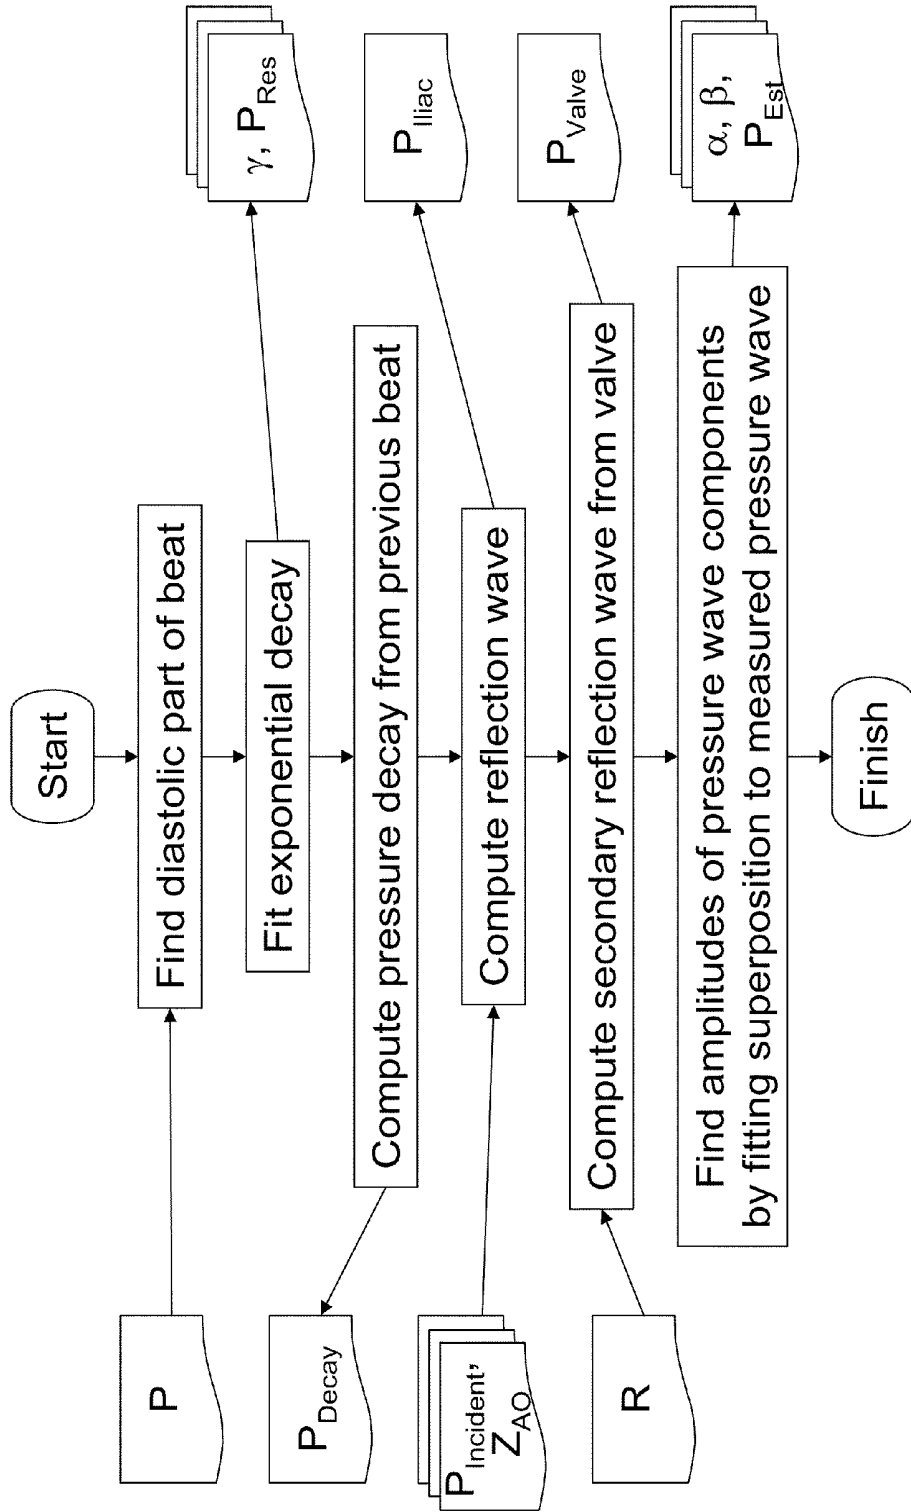 Start
P
Find diastolic part of beat
γ, P_Res
Fit exponential decay
P_Decay
Compute pressure decay from previous beat
P_Iliac
P_Incident,
Z_AO
Compute reflection wave
P_Valve
R
Compute secondary reflection wave from valve
α, β,
P_Est
Find amplitudes of pressure wave components
by fitting superposition to measured pressure wave
Finish